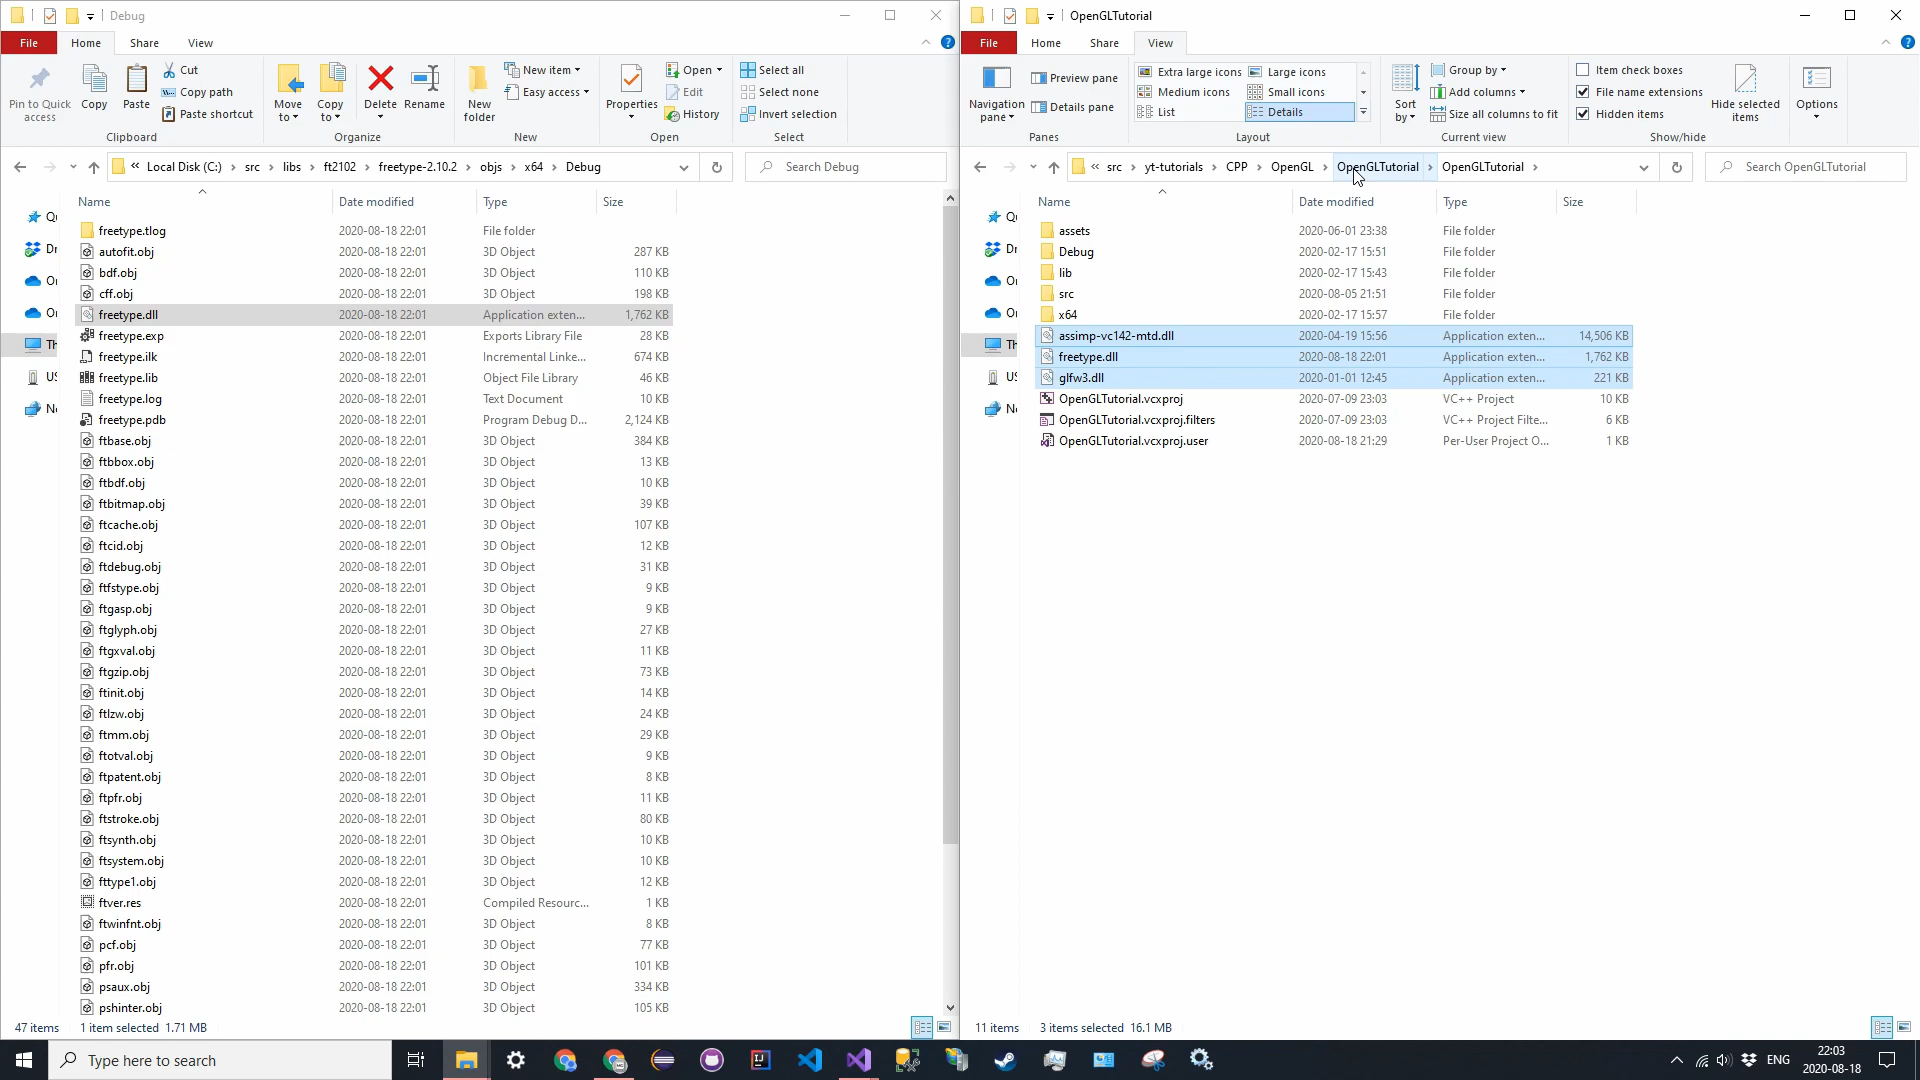 Debug
File Home Share View
Pin to Quick access
Copy
Paste
Cut
Copy path
Paste shortcut
Clipboard
Move to
Copy to
Delete
Rename
Organize
New folder
New item
Easy access
New
Properties
Open
Edit
History
Open
Select all
Select none
Invert selection
Select
« Local Disk (C:) › src › libs › ft2102 › freetype-2.10.2 › objs › x64 › Debug
Search Debug
Name Date modified Type Size
freetype.tlog 2020-08-18 22:01 File folder
autofit.obj 2020-08-18 22:01 3D Object 287 KB
bdf.obj 2020-08-18 22:01 3D Object 110 KB
cff.obj 2020-08-18 22:01 3D Object 198 KB
freetype.dll 2020-08-18 22:01 Application exten... 1,762 KB
freetype.exp 2020-08-18 22:01 Exports Library File 28 KB
freetype.ilk 2020-08-18 22:01 Incremental Linke... 674 KB
freetype.lib 2020-08-18 22:01 Object File Library 46 KB
freetype.log 2020-08-18 22:01 Text Document 10 KB
freetype.pdb 2020-08-18 22:01 Program Debug D... 2,124 KB
ftbase.obj 2020-08-18 22:01 3D Object 384 KB
ftbbox.obj 2020-08-18 22:01 3D Object 13 KB
ftbdf.obj 2020-08-18 22:01 3D Object 10 KB
ftbitmap.obj 2020-08-18 22:01 3D Object 39 KB
ftcache.obj 2020-08-18 22:01 3D Object 107 KB
ftcid.obj 2020-08-18 22:01 3D Object 12 KB
ftdebug.obj 2020-08-18 22:01 3D Object 31 KB
ftfstype.obj 2020-08-18 22:01 3D Object 9 KB
ftgasp.obj 2020-08-18 22:01 3D Object 9 KB
ftglyph.obj 2020-08-18 22:01 3D Object 27 KB
ftgxval.obj 2020-08-18 22:01 3D Object 11 KB
ftgzip.obj 2020-08-18 22:01 3D Object 73 KB
ftinit.obj 2020-08-18 22:01 3D Object 14 KB
ftlzw.obj 2020-08-18 22:01 3D Object 24 KB
ftmm.obj 2020-08-18 22:01 3D Object 29 KB
ftotval.obj 2020-08-18 22:01 3D Object 9 KB
ftpatent.obj 2020-08-18 22:01 3D Object 8 KB
ftpfr.obj 2020-08-18 22:01 3D Object 11 KB
ftstroke.obj 2020-08-18 22:01 3D Object 80 KB
ftsynth.obj 2020-08-18 22:01 3D Object 10 KB
ftsystem.obj 2020-08-18 22:01 3D Object 10 KB
fttype1.obj 2020-08-18 22:01 3D Object 12 KB
ftver.res 2020-08-18 22:01 Compiled Resourc... 1 KB
ftwinfnt.obj 2020-08-18 22:01 3D Object 8 KB
pcf.obj 2020-08-18 22:01 3D Object 77 KB
pfr.obj 2020-08-18 22:01 3D Object 101 KB
psaux.obj 2020-08-18 22:01 3D Object 334 KB
pshinter.obj 2020-08-18 22:01 3D Object 105 KB
Qu
Dr
Or
Or
Th
US
Ne
47 items 1 item selected 1.71 MB
OpenGLTutorial
File Home Share View
Navigation pane
Preview pane
Details pane
Panes
Extra large icons Large icons
Medium icons Small icons
List Details
Layout
Sort by
Group by
Add columns
Size all columns to fit
Current view
Item check boxes
File name extensions
Hidden items
Hide selected items
Show/hide
Options
« src › yt-tutorials › CPP › OpenGL › OpenGLTutorial › OpenGLTutorial ›
Search OpenGLTutorial
Name Date modified Type Size
assets 2020-06-01 23:38 File folder
Debug 2020-02-17 15:51 File folder
lib 2020-02-17 15:43 File folder
src 2020-08-05 21:51 File folder
x64 2020-02-17 15:57 File folder
assimp-vc142-mtd.dll 2020-04-19 15:56 Application exten... 14,506 KB
freetype.dll 2020-08-18 22:01 Application exten... 1,762 KB
glfw3.dll 2020-01-01 12:45 Application exten... 221 KB
OpenGLTutorial.vcxproj 2020-07-09 23:03 VC++ Project 10 KB
OpenGLTutorial.vcxproj.filters 2020-07-09 23:03 VC++ Project Filte... 6 KB
OpenGLTutorial.vcxproj.user 2020-08-18 21:29 Per-User Project O... 1 KB
Qu
Dr
Or
Or
Th
US
Ne
11 items 3 items selected 16.1 MB
Type here to search
ENG
22:03
2020-08-18